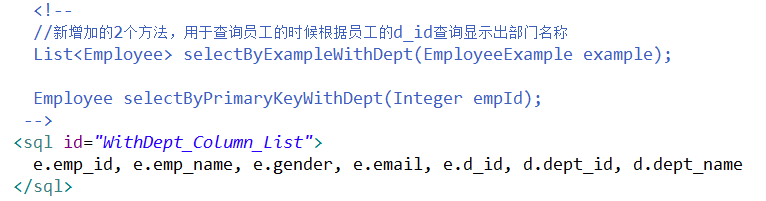 <!--
//新增加的2个方法，用于查询员工的时候根据员工的d_id查询显示出部门名称
List<Employee> selectByExampleWithDept(EmployeeExample example);
Employee selectByPrimaryKeyWithDept(Integer empId);
-->
<sql id="WithDept_Column_List">
e.emp_id, e.emp_name, e.gender, e.email, e.d_id, d.dept_id, d.dept_name
</sql>